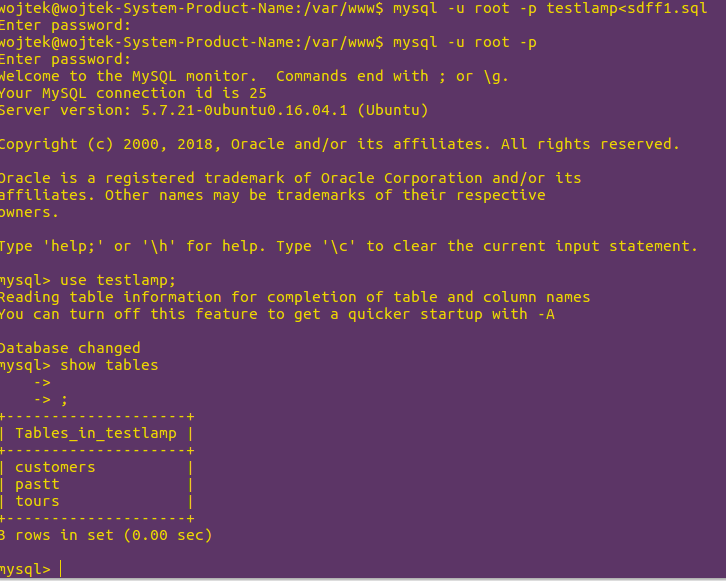 wojtek@wojtek-System-Product-Name:/var/www$ mysql -u root -p testlamp<sdff1.sql
Enter password:
wojtek@wojtek-System-Product-Name:/var/www$ mysql -u root -p
Enter password:
Welcome to the MySQL monitor.  Commands end with ; or \g.
Your MySQL connection id is 25
Server version: 5.7.21-0ubuntu0.16.04.1 (Ubuntu)

Copyright (c) 2000, 2018, Oracle and/or its affiliates. All rights reserved.

Oracle is a registered trademark of Oracle Corporation and/or its
affiliates. Other names may be trademarks of their respective
owners.

Type 'help;' or '\h' for help. Type '\c' to clear the current input statement.

mysql> use testlamp;
Reading table information for completion of table and column names
You can turn off this feature to get a quicker startup with -A

Database changed
mysql> show tables
    ->
    -> ;
+--------------------+
| Tables_in_testlamp |
+--------------------+
| customers          |
| pastt              |
| tours              |
+--------------------+
3 rows in set (0.00 sec)

mysql>